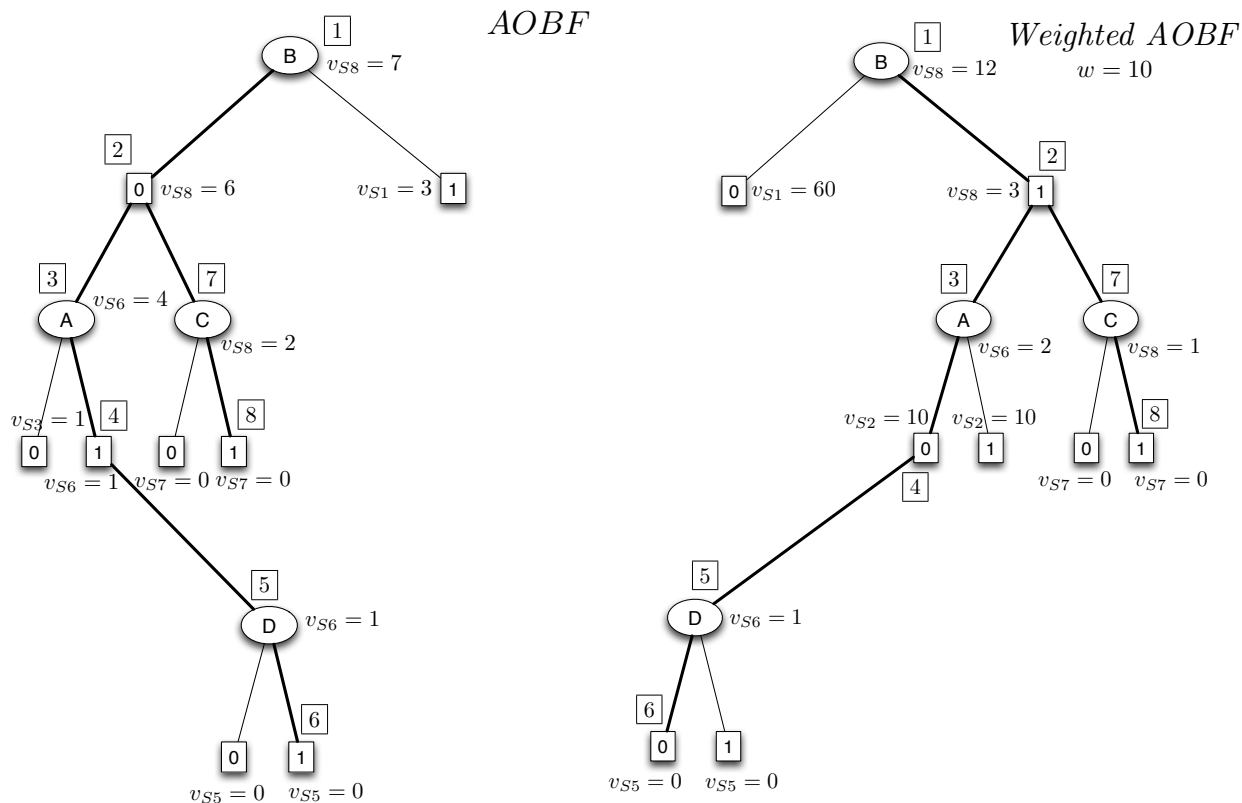 AOBF
1
B
v_{S8} = 7
2
0
v_{S8} = 6
v_{S1} = 3
1
3
A
v_{S6} = 4
7
C
v_{S8} = 2
v_{S3} = 1
0
4
1
v_{S6} = 1
0
v_{S7} = 0
8
1
v_{S7} = 0
5
D
v_{S6} = 1
0
v_{S5} = 0
6
1
v_{S5} = 0
Weighted AOBF
w = 10
1
B
v_{S8} = 12
0
v_{S1} = 60
2
v_{S8} = 3
1
3
A
v_{S6} = 2
7
C
v_{S8} = 1
v_{S2} = 10
0
4
v_{S2} = 10
1
0
v_{S7} = 0
8
1
v_{S7} = 0
5
D
v_{S6} = 1
6
0
v_{S5} = 0
1
v_{S5} = 0